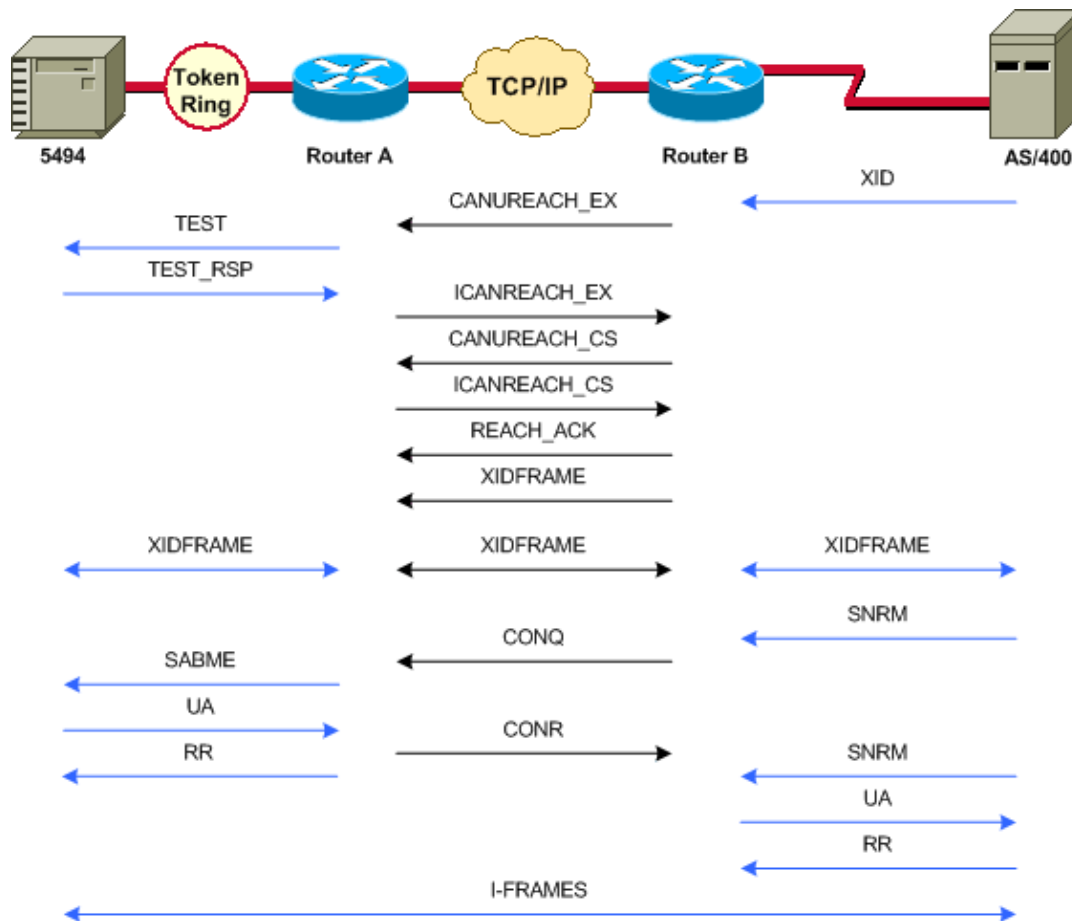 Token
Ring
TCP/IP
5494
Router A
Router B
AS/400
XID
CANUREACH_EX
TEST
TEST_RSP
ICANREACH_EX
CANUREACH_CS
ICANREACH_CS
REACH_ACK
XIDFRAME
XIDFRAME
XIDFRAME
XIDFRAME
SNRM
CONQ
SABME
UA
CONR
RR
SNRM
UA
RR
I-FRAMES